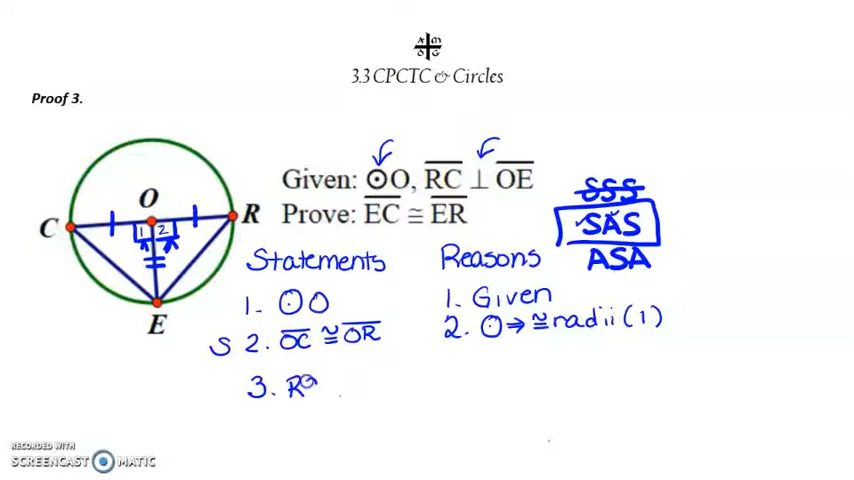 A M
D G
3.3 CPCTC & Circles
Proof 3.
Given: ⊙O, RC ⊥ OE
Prove: EC ≅ ER
SSS
SAS
ASA
O
C
R
1 2
E
Statements Reasons
1. ⊙O 1. Given
S 2. OC ≅ OR 2. ⊙ ⇒ ≅ radii (1)
3. RC
RECORDED WITH
SCREENCAST MATIC